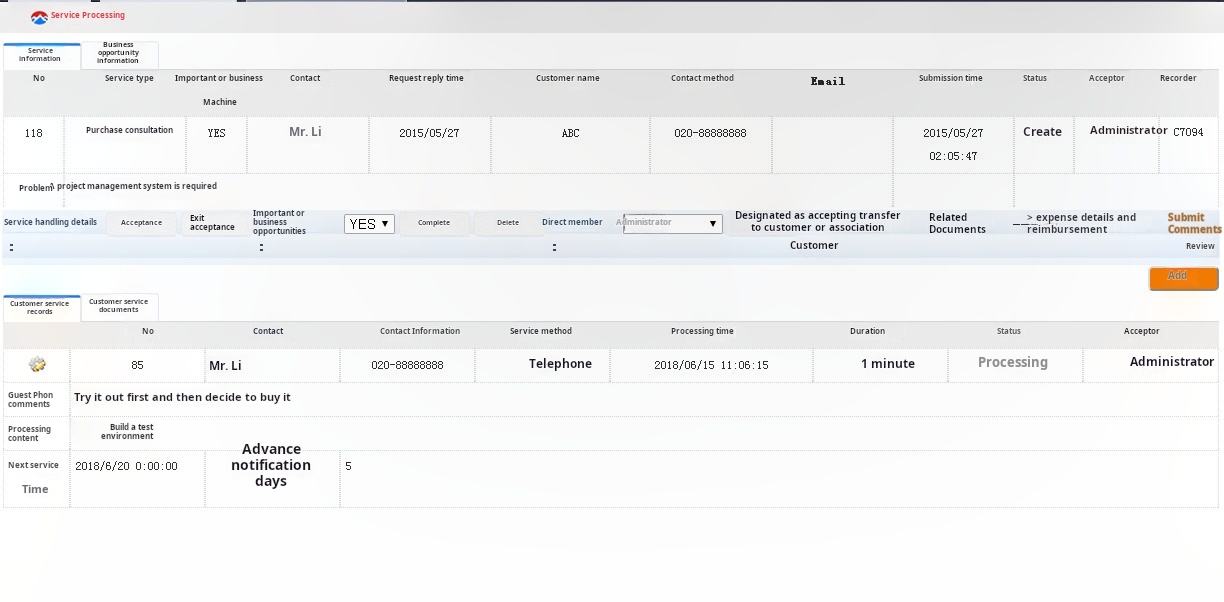 Service Processing
Service
information
Business
opportunity
information
No
Service type
Important or business
Machine
Contact
Request reply time
Customer name
Contact method
Email
Submission time
Status
Acceptor
Recorder
118
Purchase consultation
YES
Mr. Li
2015/05/27
ABC
020-88888888
2015/05/27
02:05:47
Create
Administrator
C7094
Problem
A project management system is required
Service handling details
Acceptance
Exit
acceptance
Important or
business
opportunities
YES
Complete
Delete
Direct member
Administrator
Designated as accepting transfer
to customer or association
Related
Documents
___> expense details and
reimbursement
Submit
Comments
:
:
:
Customer
Review
Add
Customer service
records
Customer service
documents
No
Contact
Contact Information
Service method
Processing time
Duration
Status
Acceptor
85
Mr. Li
020-88888888
Telephone
2018/06/15 11:06:15
1 minute
Processing
Administrator
Guest Phon
comments
Try it out first and then decide to buy it
Processing
content
Build a test
environment
Next service
Time
2018/6/20 0:00:00
Advance
notification
days
5